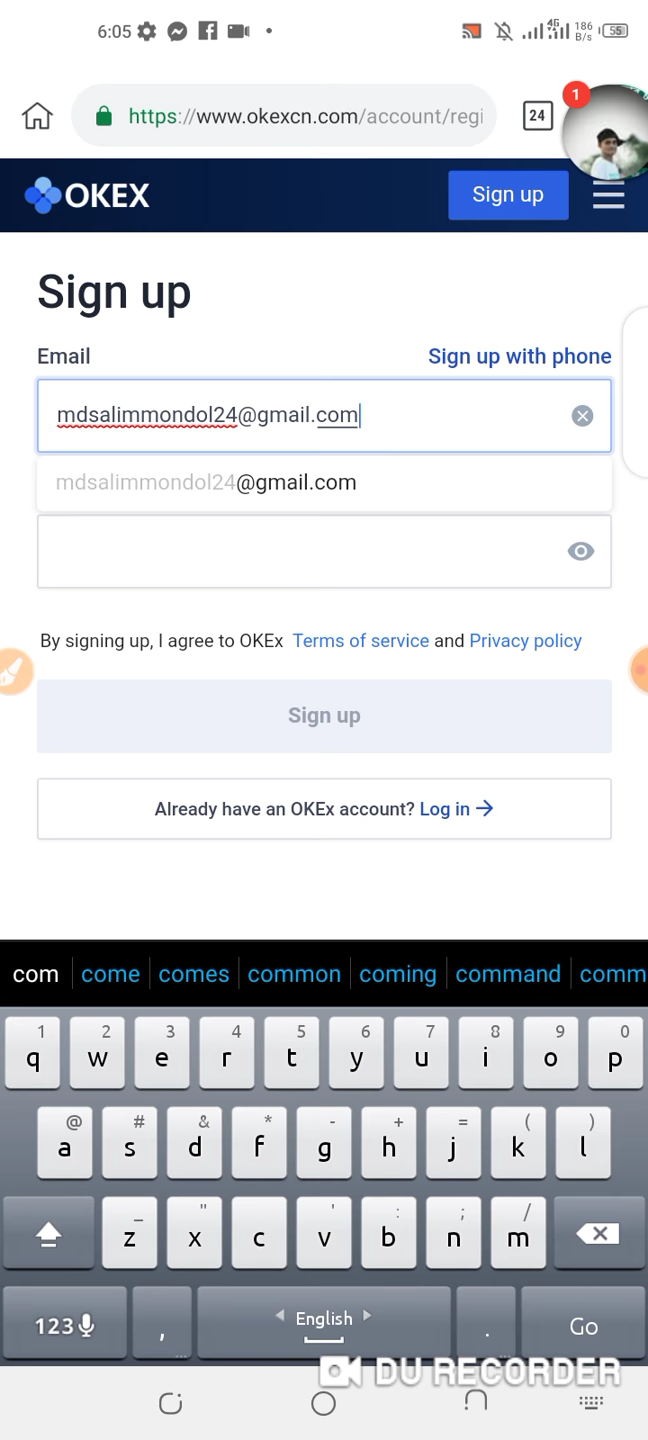 6:05
4G
186
B/s
55
https://www.okexcn.com/account/regi
24
1
OKEX
Sign up
Sign up
Email
Sign up with phone
mdsalimmondol24@gmail.com
mdsalimmondol24@gmail.com
By signing up, I agree to OKEx Terms of service and Privacy policy
Sign up
Already have an OKEx account? Log in →
com come comes common coming command comm
1 2 3 4 5 6 7 8 9 0
q w e r t y u i o p
@ # & * - + = ( )
a s d f g h j k l
_ " ' : ; /
z x c v b n m
123 , English . Go
DU RECORDER